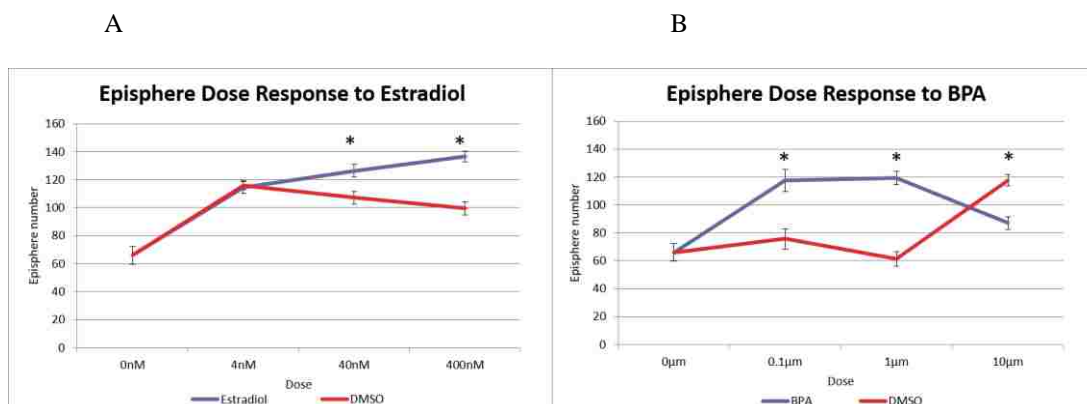 A B
Episphere Dose Response to Estradiol
160
140
120
100
80
60
40
20
0
Episphere number
* *
0nM 4nM 40nM 400nM
Dose
Estradiol DMSO
Episphere Dose Response to BPA
160
140
120
100
80
60
40
20
0
Episphere number
* * *
0µm 0.1µm 1µm 10µm
Dose
BPA DMSO